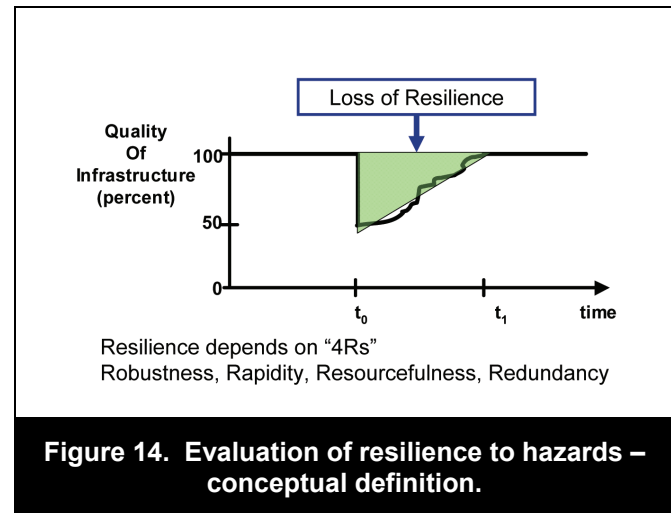 Loss of Resilience
Quality
Of
Infrastructure
(percent)
100
50
0
t0
t1
time
Resilience depends on “4Rs”
Robustness, Rapidity, Resourcefulness, Redundancy
Figure 14. Evaluation of resilience to hazards –
conceptual definition.